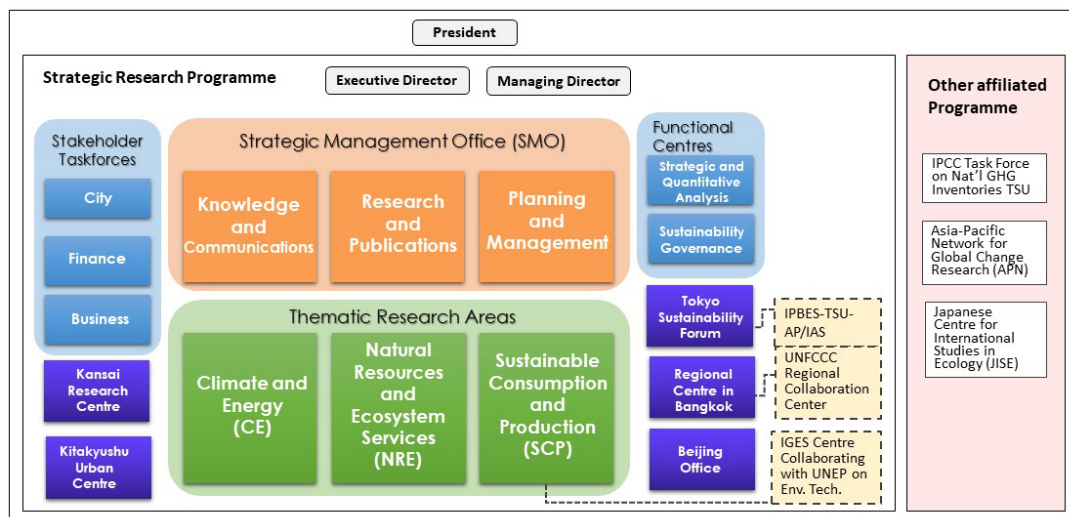 President
Strategic Research Programme
Executive Director
Managing Director
Stakeholder
Taskforces
City
Finance
Business
Kansai
Research
Centre
Kitakyushu
Urban
Centre
Strategic Management Office (SMO)
Knowledge
and
Communications
Research
and
Publications
Planning
and
Management
Thematic Research Areas
Climate and
Energy
(CE)
Natural
Resources
and
Ecosystem
Services
(NRE)
Sustainable
Consumption
and
Production
(SCP)
Functional
Centres
Strategic and
Quantitative
Analysis
Sustainability
Governance
Tokyo
Sustainability
Forum
Regional
Centre in
Bangkok
Beijing
Office
IPBES-TSU-
AP/IAS
UNFCCC
Regional
Collaboration
Center
IGES Centre
Collaborating
with UNEP on
Env. Tech.
Other affiliated
Programme
IPCC Task Force
on Nat’l GHG
Inventories TSU
Asia-Pacific
Network for
Global Change
Research (APN)
Japanese
Centre for
International
Studies in
Ecology (JISE)